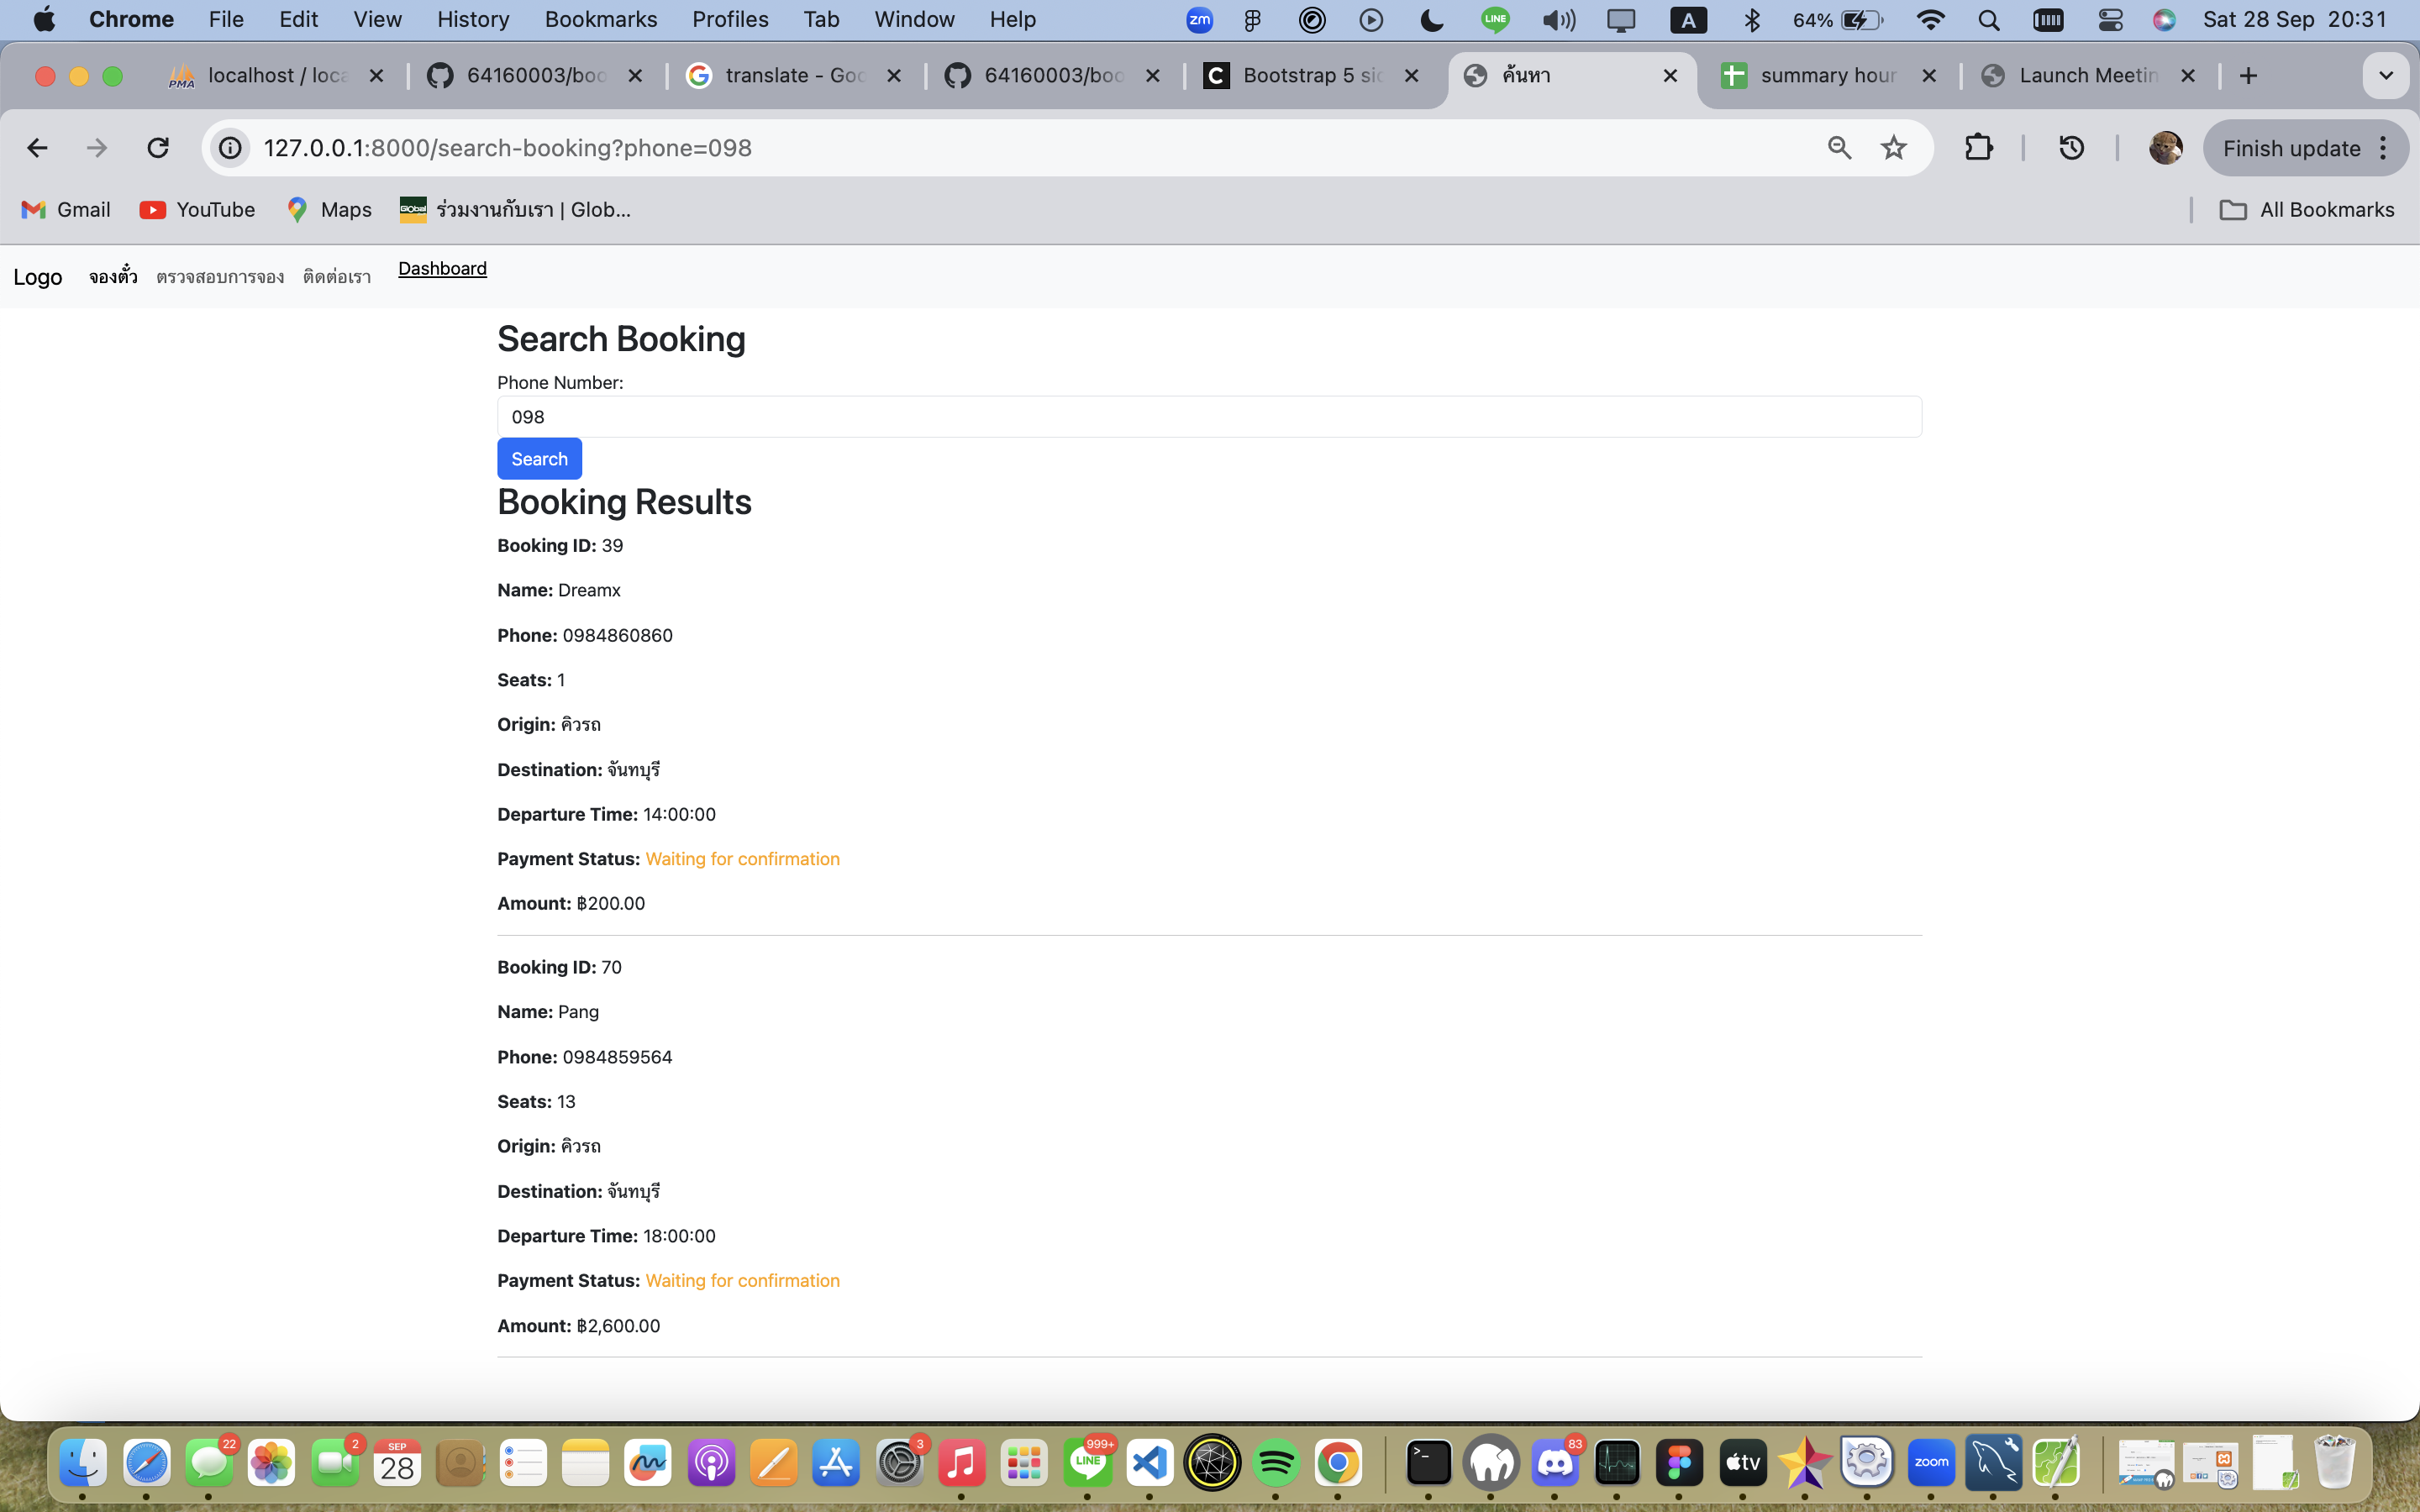 Chrome File Edit View History Bookmarks Profiles Tab Window Help zm LINE A 64% Sat 28 Sep 20:31
PMA localhost / loca 64160003/boo translate - Goo 64160003/boo C Bootstrap 5 sid ค้นหา summary hour Launch Meetin
127.0.0.1:8000/search-booking?phone=098 Finish update
Gmail YouTube Maps Global ร่วมงานกับเรา | Glob... All Bookmarks
Logo จองตั๋ว ตรวจสอบการจอง ติดต่อเรา Dashboard
Search Booking
Phone Number:
098
Search
Booking Results
Booking ID: 39
Name: Dreamx
Phone: 0984860860
Seats: 1
Origin: คิวรถ
Destination: จันทบุรี
Departure Time: 14:00:00
Payment Status: Waiting for confirmation
Amount: ฿200.00
Booking ID: 70
Name: Pang
Phone: 0984859564
Seats: 13
Origin: คิวรถ
Destination: จันทบุรี
Departure Time: 18:00:00
Payment Status: Waiting for confirmation
Amount: ฿2,600.00
22 2 SEP 28 3 999+ LINE 83 tv zoom